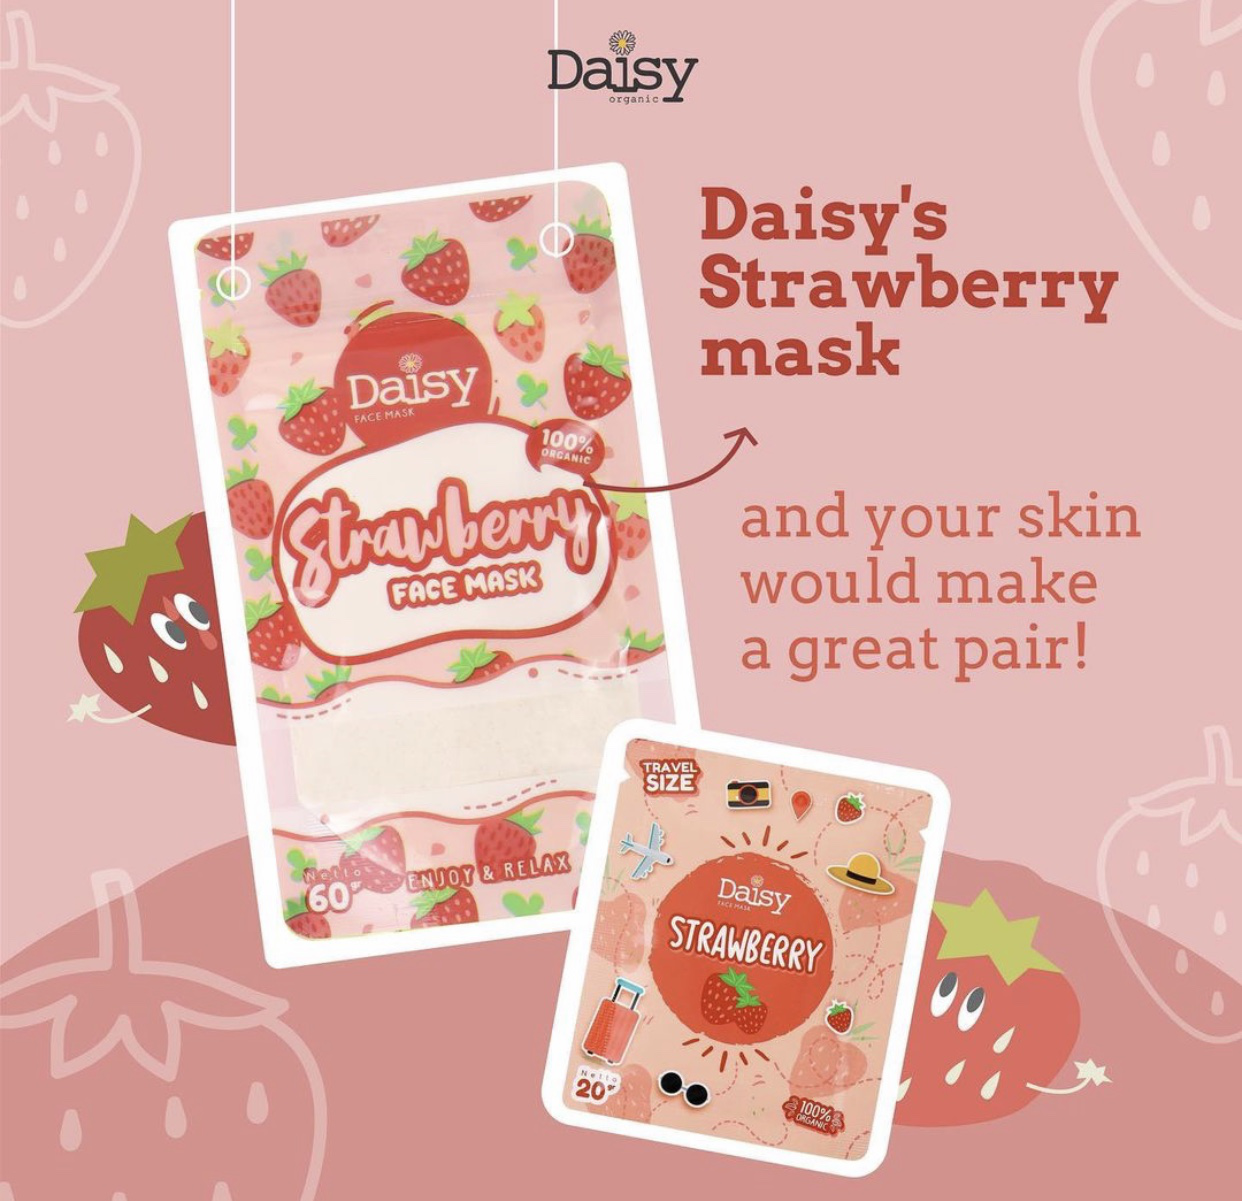 Daisy
organic
Daisy's
Strawberry
mask
and your skin
would make
a great pair!
Daisy
FACE MASK
100%
ORGANIC
Strawberry
FACE MASK
Netto
60gr
ENJOY & RELAX
TRAVEL
SIZE
Daisy
FACE MASK
STRAWBERRY
Netto
20gr
100%
ORGANIC